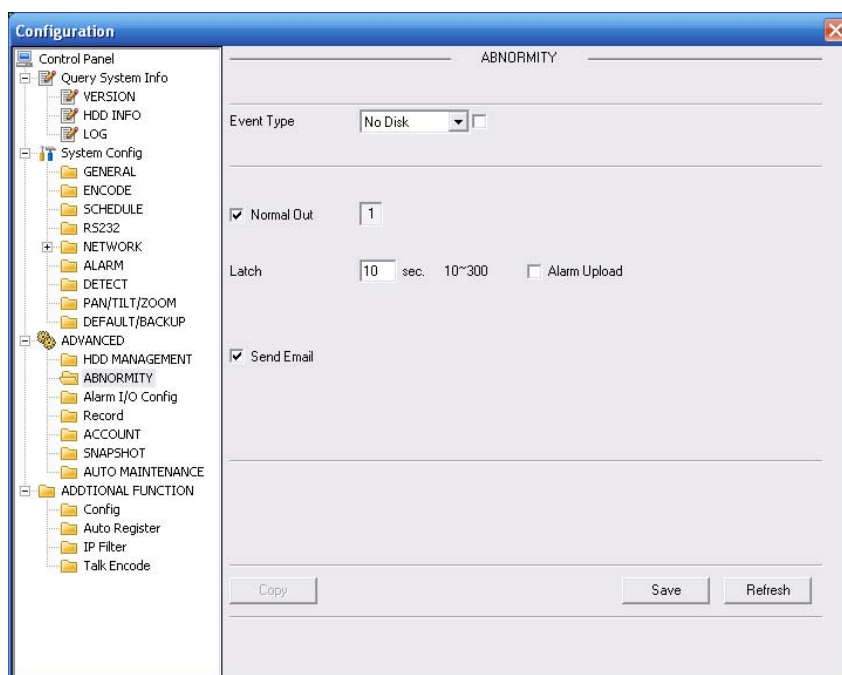 Configuration
Control Panel
Query System Info
VERSION
HDD INFO
LOG
System Config
GENERAL
ENCODE
SCHEDULE
RS232
NETWORK
ALARM
DETECT
PAN/TILT/ZOOM
DEFAULT/BACKUP
ADVANCED
HDD MANAGEMENT
ABNORMITY
Alarm I/O Config
Record
ACCOUNT
SNAPSHOT
AUTO MAINTENANCE
ADDTIONAL FUNCTION
Config
Auto Register
IP Filter
Talk Encode
ABNORMITY
Event Type No Disk
Normal Out 1
Latch 10 sec. 10~300 Alarm Upload
Send Email
Copy Save Refresh